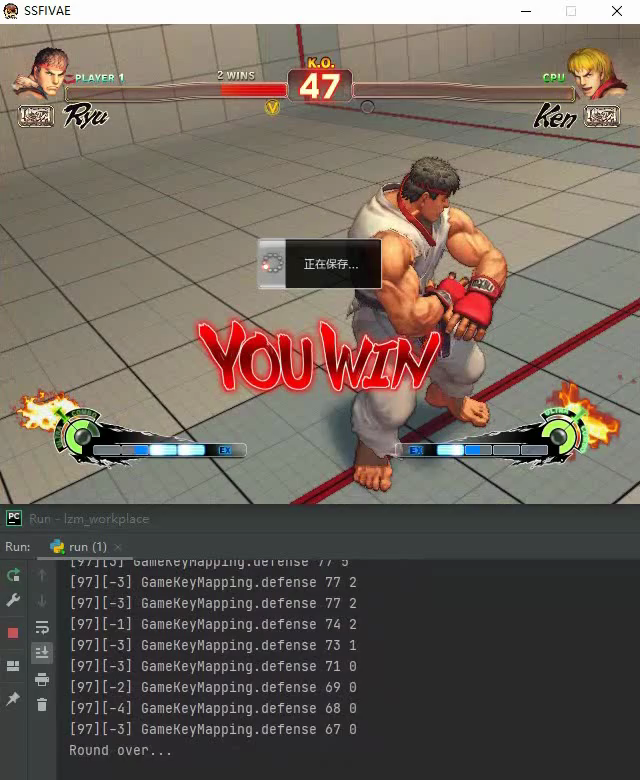 SSFIVAE
K.O.
PLAYER 1
2 WINS
47
CPU
Ryu
Ken
正在保存...
YOU WIN
ULTRA
EX
EX
Run - lzm_workplace
Run:
run (1)
[97][5] GameKeyMapping.defense 77 5
[97][-3] GameKeyMapping.defense 77 2
[97][-3] GameKeyMapping.defense 77 2
[97][-1] GameKeyMapping.defense 74 2
[97][-3] GameKeyMapping.defense 73 1
[97][-3] GameKeyMapping.defense 71 0
[97][-2] GameKeyMapping.defense 69 0
[97][-4] GameKeyMapping.defense 68 0
[97][-3] GameKeyMapping.defense 67 0
Round over...